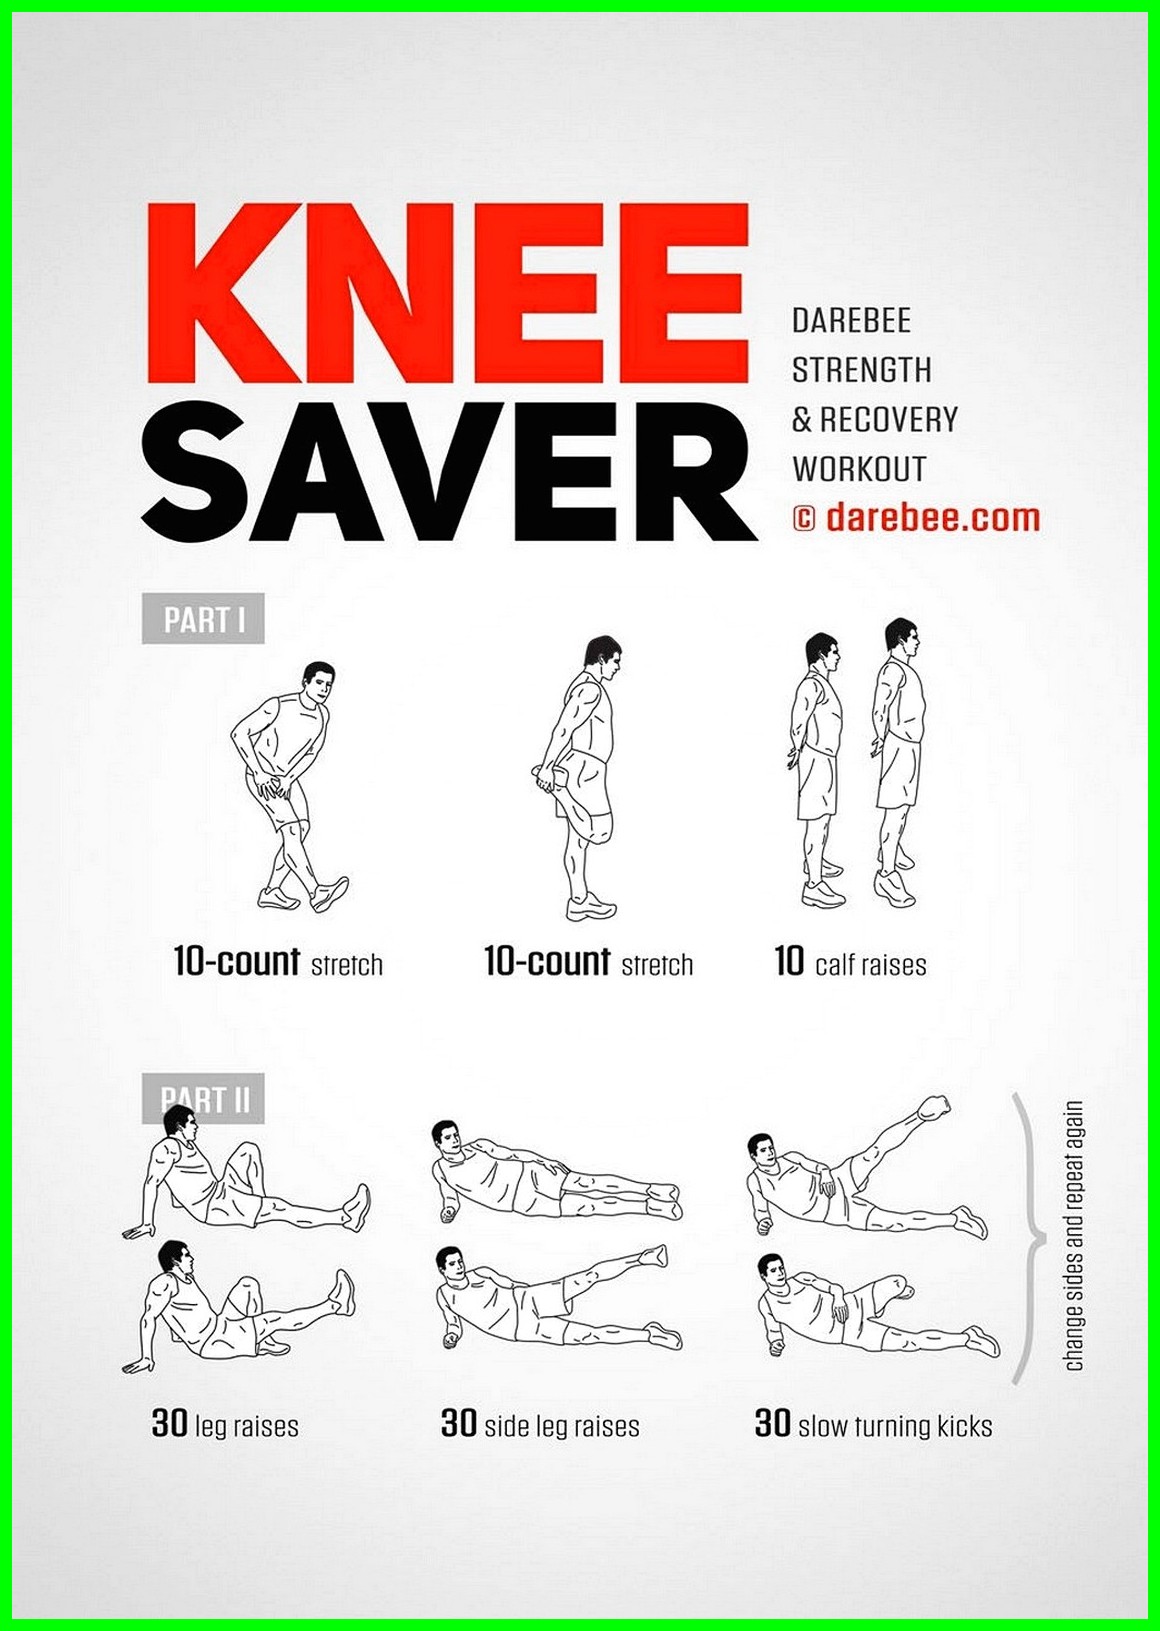 KNEE
SAVER
DAREBEE
STRENGTH
& RECOVERY
WORKOUT
© darebee.com
PART I
10-count stretch
10-count stretch
10 calf raises
PART II
30 leg raises
30 side leg raises
30 slow turning kicks
change sides and repeat again